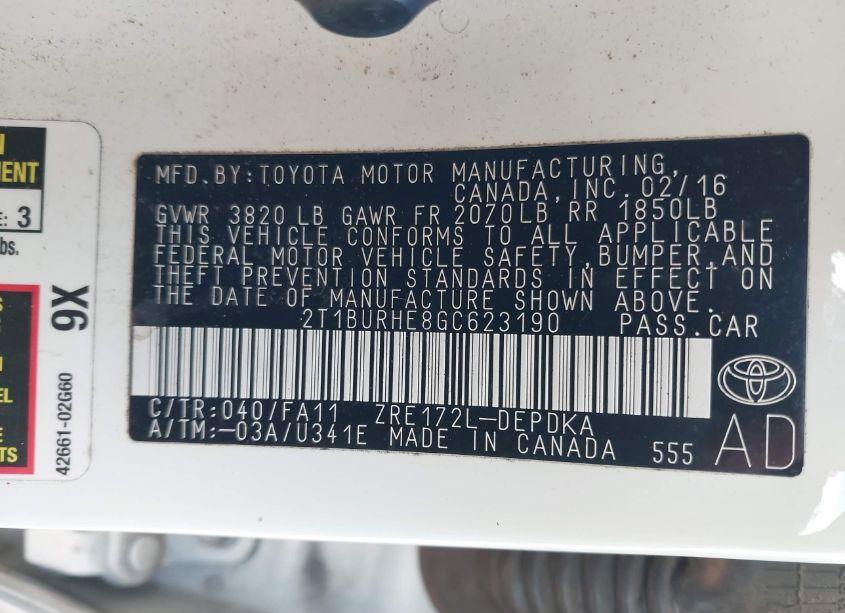 MFD.BY:TOYOTA MOTOR MANUFACTURING,
CANADA, INC. 02/16
GVWR 3820 LB GAWR FR 2070LB RR 1850LB
THIS VEHICLE CONFORMS TO ALL APPLICABLE
FEDERAL MOTOR VEHICLE SAFETY, BUMPER, AND
THEFT PREVENTION STANDARDS IN EFFECT ON
THE DATE OF MANUFACTURE SHOWN ABOVE.
2T1BURHE8GC623190 PASS.CAR
C/TR:040/FA11 ZRE172L-DEPDKA
A/TM:-03A/U341E MADE IN CANADA 555
AD
3
bs.
9X
42661-02G60